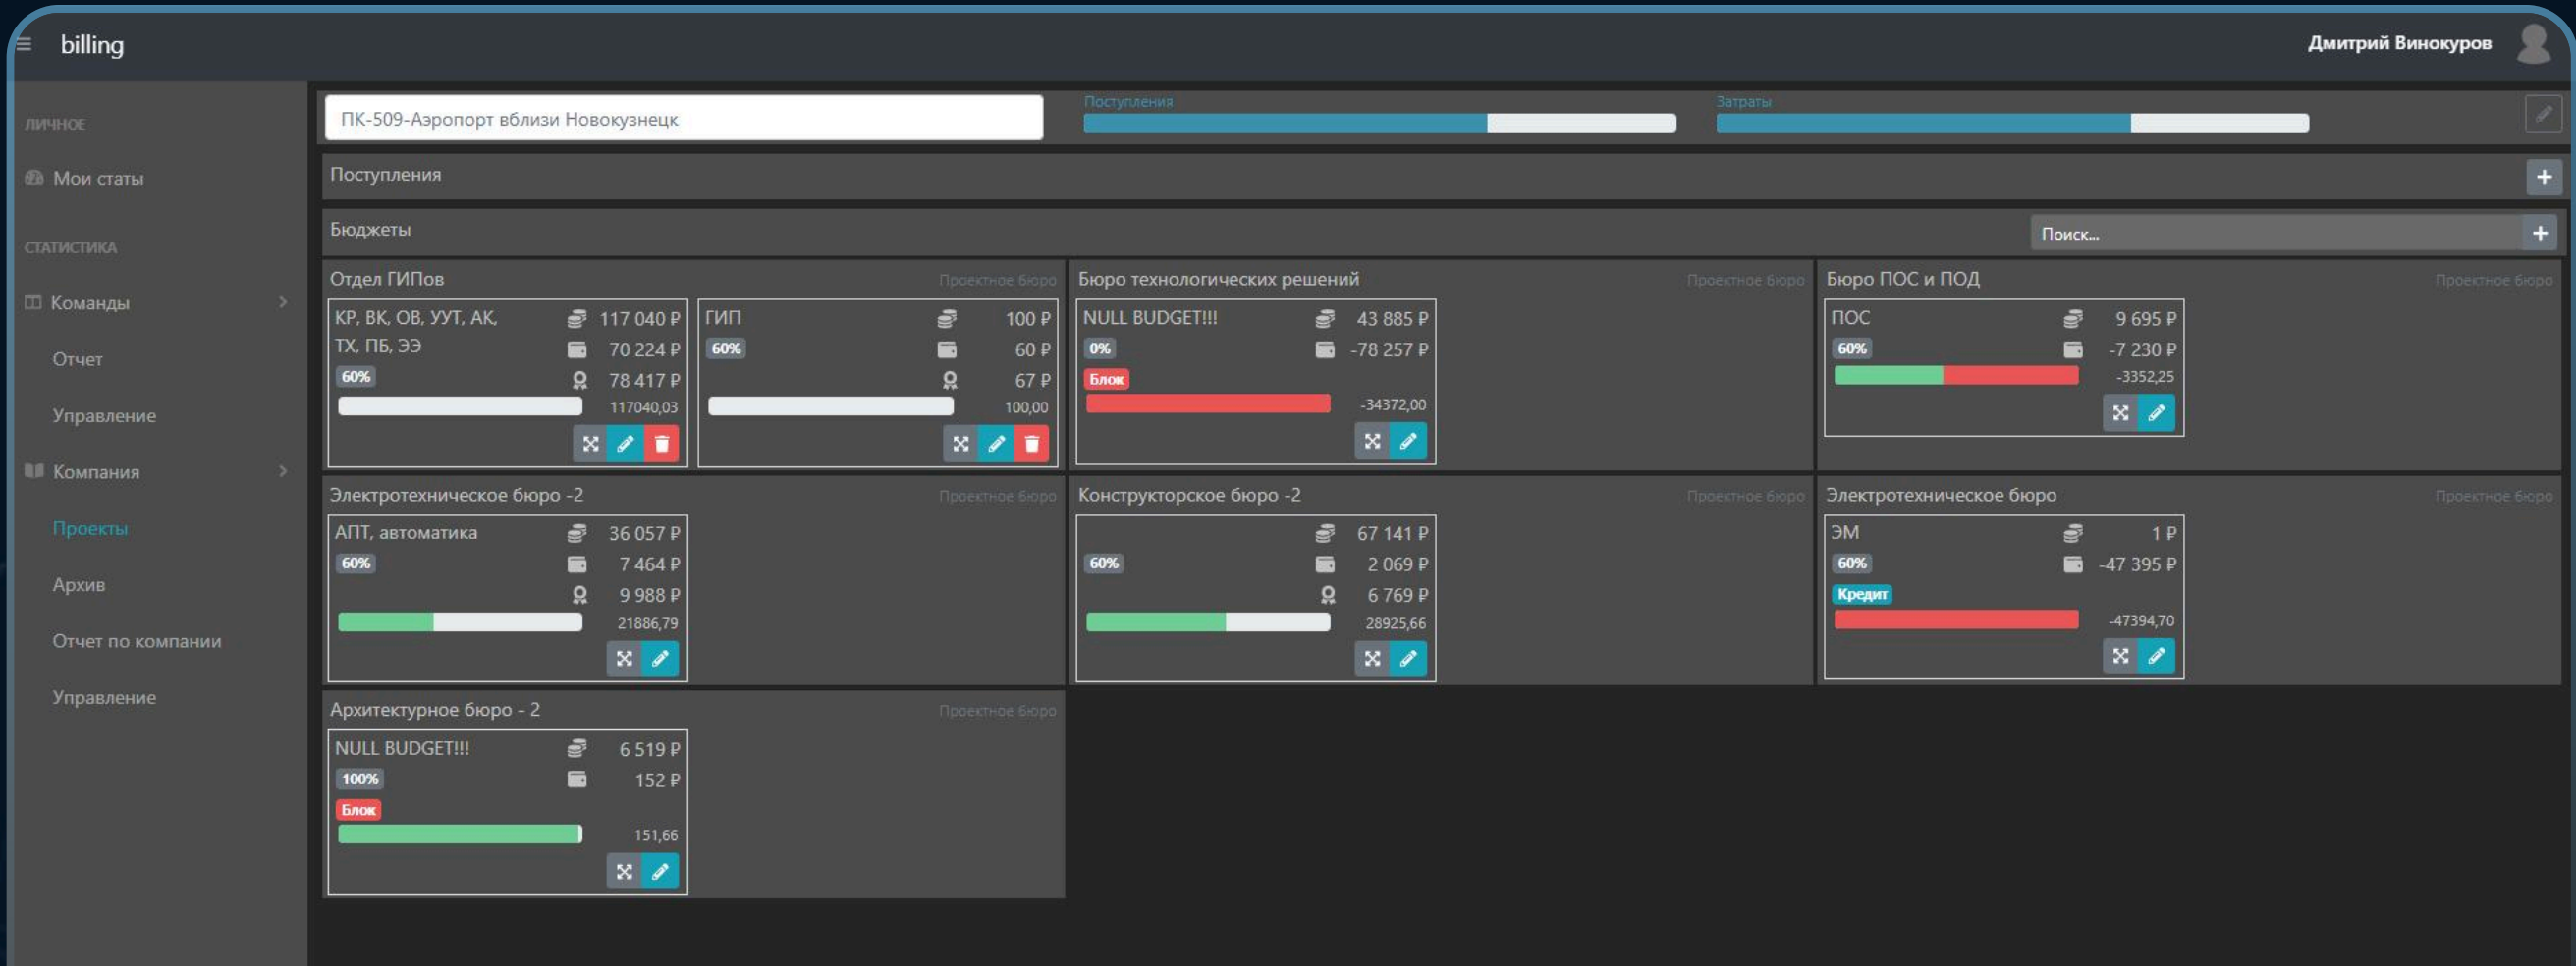 billing
Дмитрий Винокуров
ЛИЧНОЕ
Мои статы
СТАТИСТИКА
Команды
Отчет
Управление
Компания
Проекты
Архив
Отчет по компании
Управление
ПК-509-Аэропорт вблизи Новокузнецк
Поступления
Затраты
Поступления
Бюджеты
Поиск...
Отдел ГИПов
Проектное бюро
КР, ВК, ОВ, УУТ, АК,
ТХ, ПБ, ЭЭ
60%
117 040 ₽
70 224 ₽
78 417 ₽
117040,03
ГИП
60%
100 ₽
60 ₽
67 ₽
100,00
Бюро технологических решений
Проектное бюро
NULL BUDGET!!!
0%
Блок
43 885 ₽
-78 257 ₽
-34372,00
Бюро ПОС и ПОД
Проектное бюро
ПОС
60%
9 695 ₽
-7 230 ₽
-3352,25
Электротехническое бюро -2
Проектное бюро
АПТ, автоматика
60%
36 057 ₽
7 464 ₽
9 988 ₽
21886,79
Конструкторское бюро -2
Проектное бюро
60%
67 141 ₽
2 069 ₽
6 769 ₽
28925,66
Электротехническое бюро
Проектное бюро
ЭМ
60%
Кредит
1 ₽
-47 395 ₽
-47394,70
Архитектурное бюро - 2
Проектное бюро
NULL BUDGET!!!
100%
Блок
6 519 ₽
152 ₽
151,66